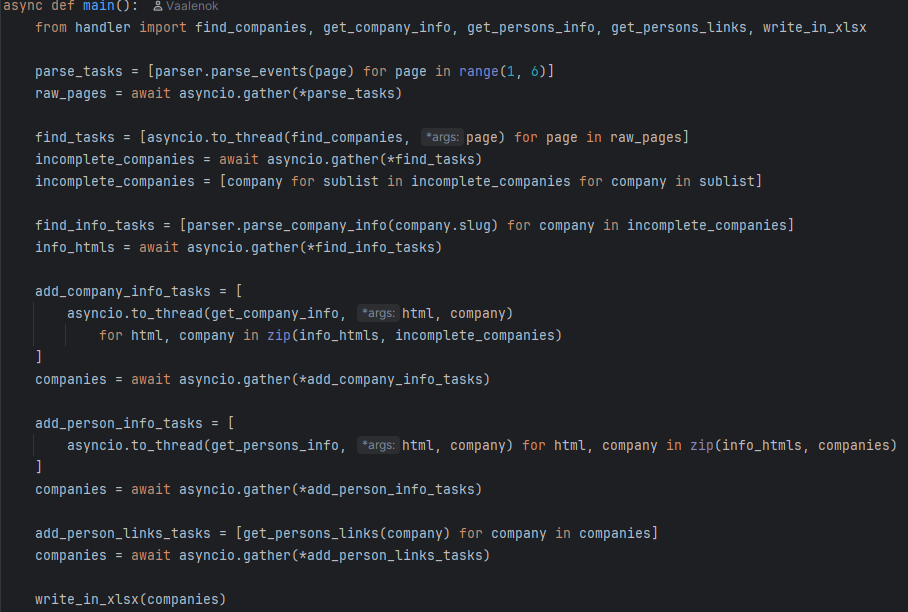 async def main(): Vaalenok
    from handler import find_companies, get_company_info, get_persons_info, get_persons_links, write_in_xlsx

    parse_tasks = [parser.parse_events(page) for page in range(1, 6)]
    raw_pages = await asyncio.gather(*parse_tasks)

    find_tasks = [asyncio.to_thread(find_companies, *args: page) for page in raw_pages]
    incomplete_companies = await asyncio.gather(*find_tasks)
    incomplete_companies = [company for sublist in incomplete_companies for company in sublist]

    find_info_tasks = [parser.parse_company_info(company.slug) for company in incomplete_companies]
    info_htmls = await asyncio.gather(*find_info_tasks)

    add_company_info_tasks = [
        asyncio.to_thread(get_company_info, *args: html, company)
            for html, company in zip(info_htmls, incomplete_companies)
    ]
    companies = await asyncio.gather(*add_company_info_tasks)

    add_person_info_tasks = [
        asyncio.to_thread(get_persons_info, *args: html, company) for html, company in zip(info_htmls, companies)
    ]
    companies = await asyncio.gather(*add_person_info_tasks)

    add_person_links_tasks = [get_persons_links(company) for company in companies]
    companies = await asyncio.gather(*add_person_links_tasks)

    write_in_xlsx(companies)